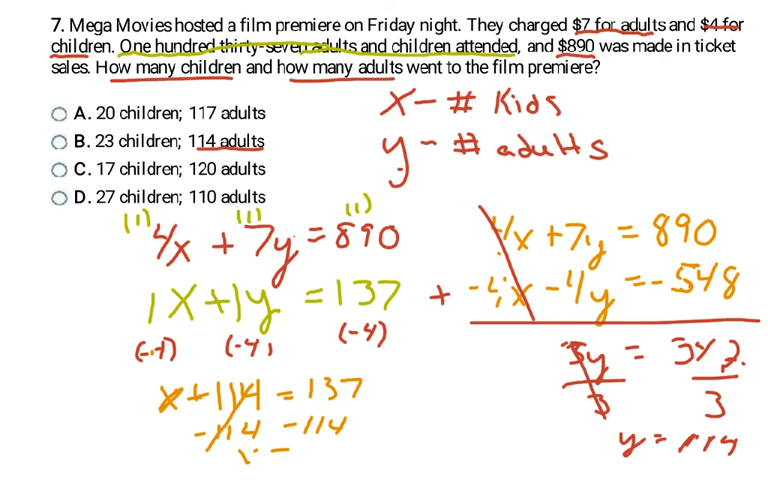 7. Mega Movies hosted a film premiere on Friday night. They charged $7 for adults and $4 for
children. One hundred thirty-seven adults and children attended, and $890 was made in ticket
sales. How many children and how many adults went to the film premiere?
A. 20 children; 117 adults
B. 23 children; 114 adults
C. 17 children; 120 adults
D. 27 children; 110 adults
x - # Kids
y - # adults
(1) (1) (1)
4x + 7y = 890
1x + 1y = 137
(-4) (-4) (-4)
x + 114 = 137
-114 -114
4x + 7y = 890
+ -4x - 4y = -548
3y = 342
3 3
y = 114